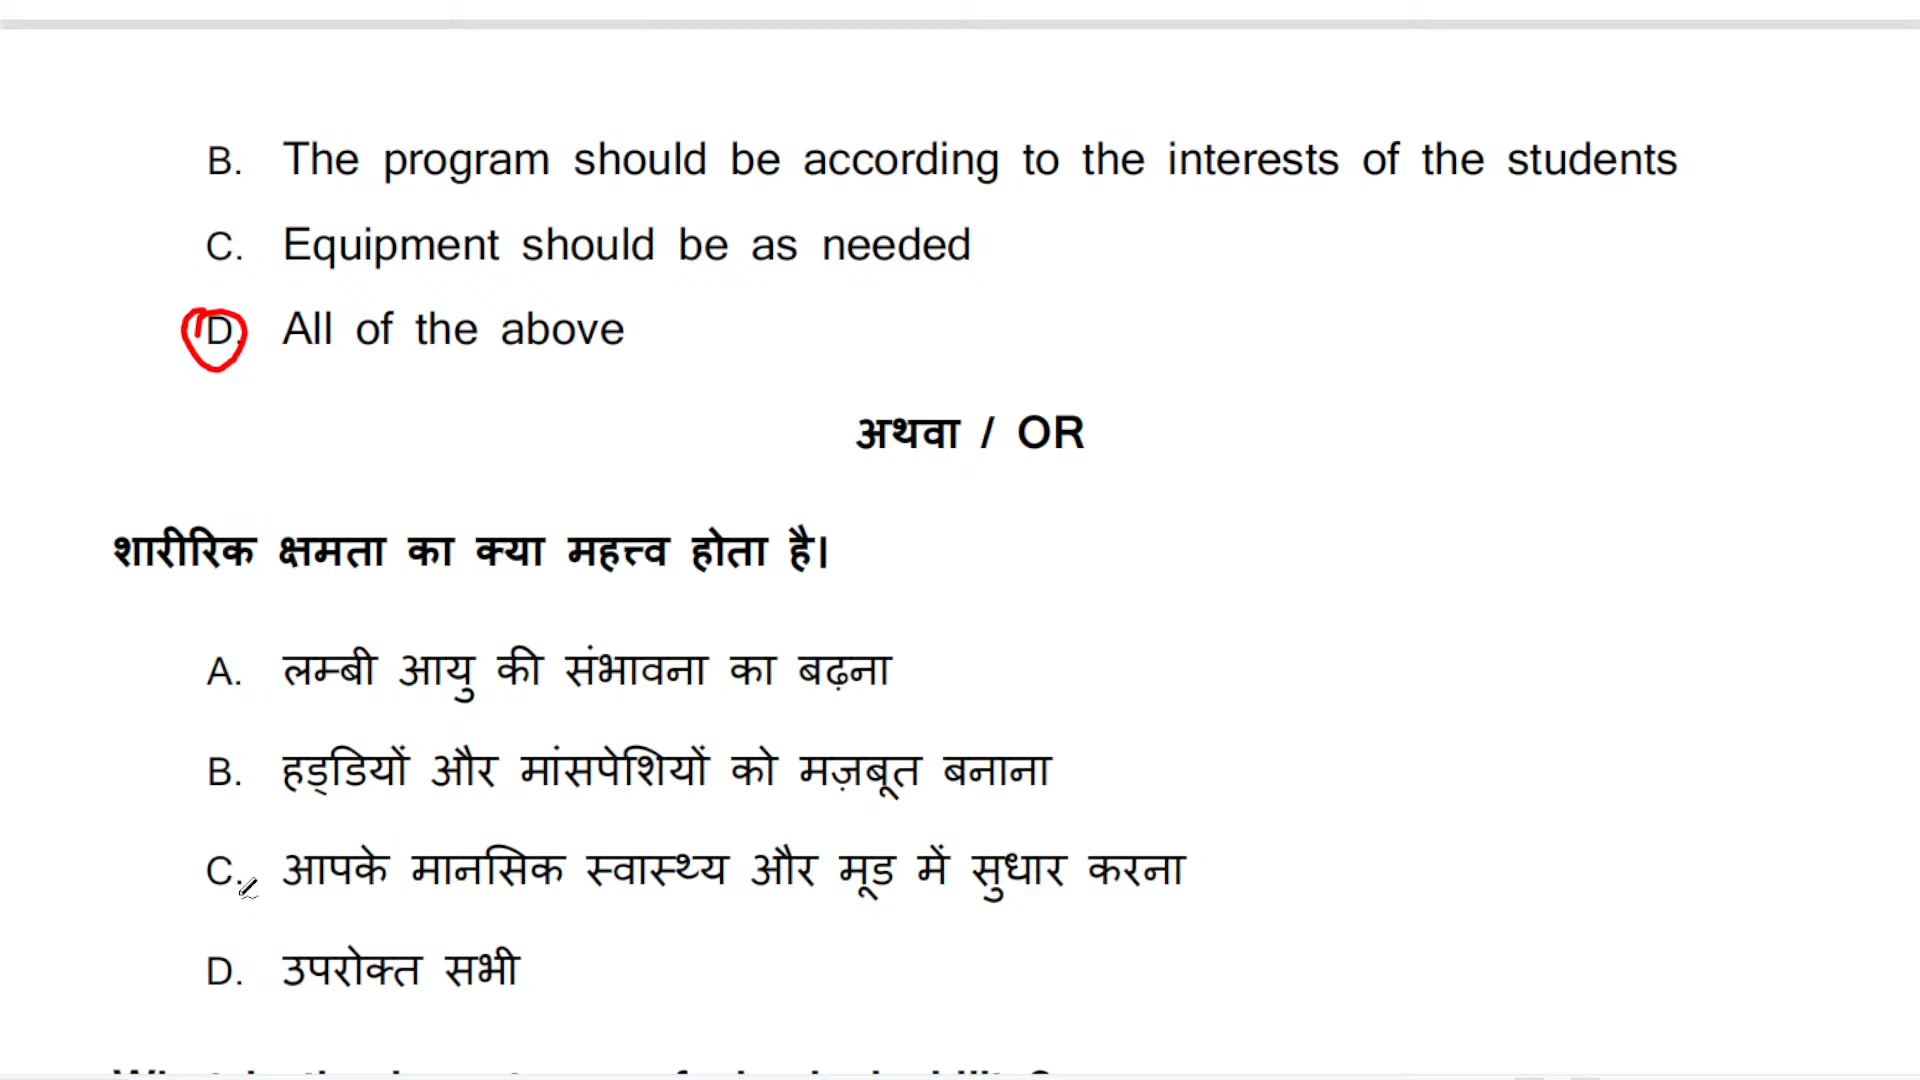 B. The program should be according to the interests of the students
C. Equipment should be as needed
D. All of the above
अथवा / OR
शारीरिक क्षमता का क्या महत्त्व होता है।
A. लम्बी आयु की संभावना का बढ़ना
B. हड्डियों और मांसपेशियों को मज़बूत बनाना
C. आपके मानसिक स्वास्थ्य और मूड में सुधार करना
D. उपरोक्त सभी